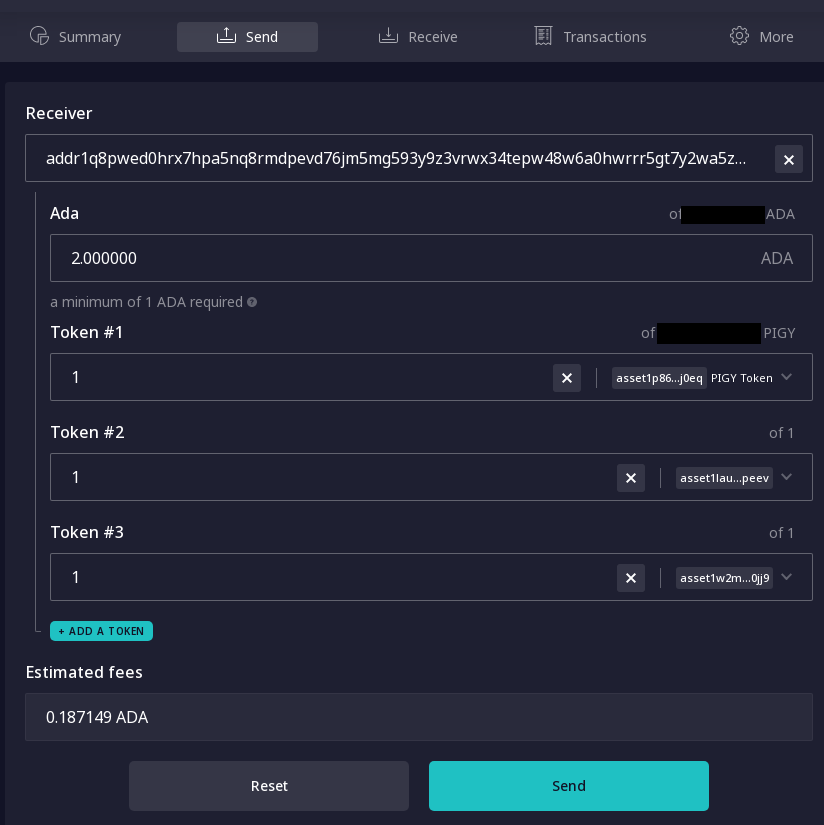 Summary Send Receive Transactions More
Receiver
addr1q8pwed0hrx7hpa5nq8rmdpevd76jm5mg593y9z3vrwx34tepw48w6a0hwrrr5gt7y2wa5z...
Ada of ADA
2.000000 ADA
a minimum of 1 ADA required
Token #1 of PIGY
1 asset1p86...j0eq PIGY Token
Token #2 of 1
1 asset1lau...peev
Token #3 of 1
1 asset1w2m...0jj9
+ ADD A TOKEN
Estimated fees
0.187149 ADA
Reset Send